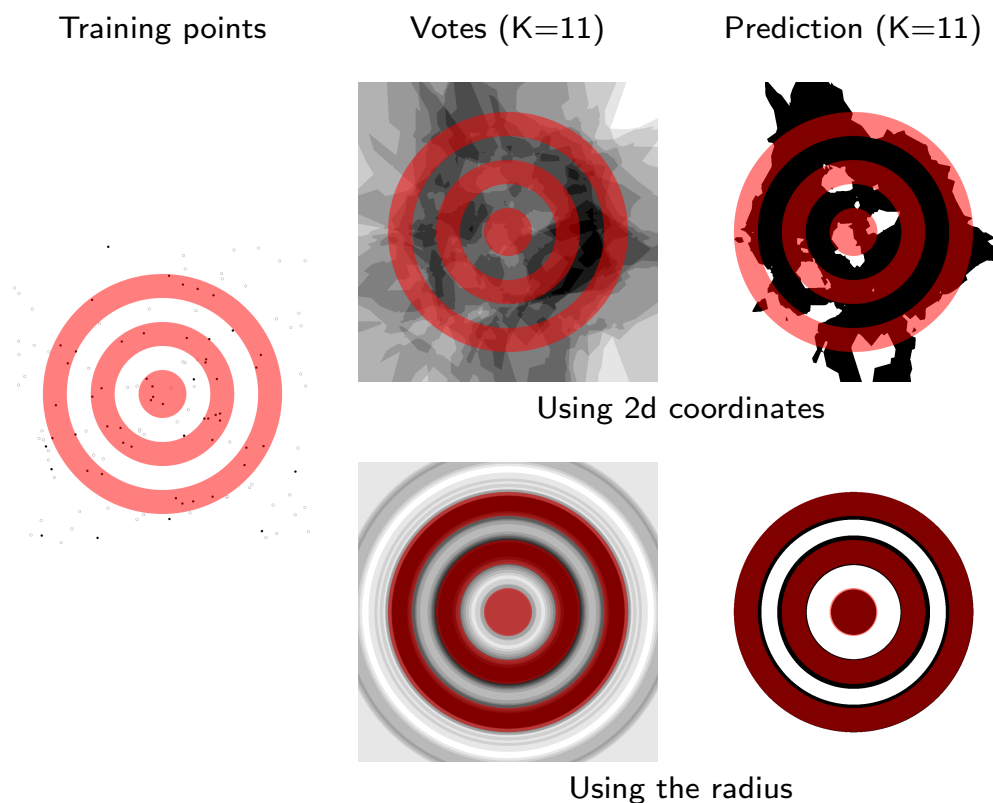 Training points
Votes (K=11)
Prediction (K=11)
Using 2d coordinates
Using the radius